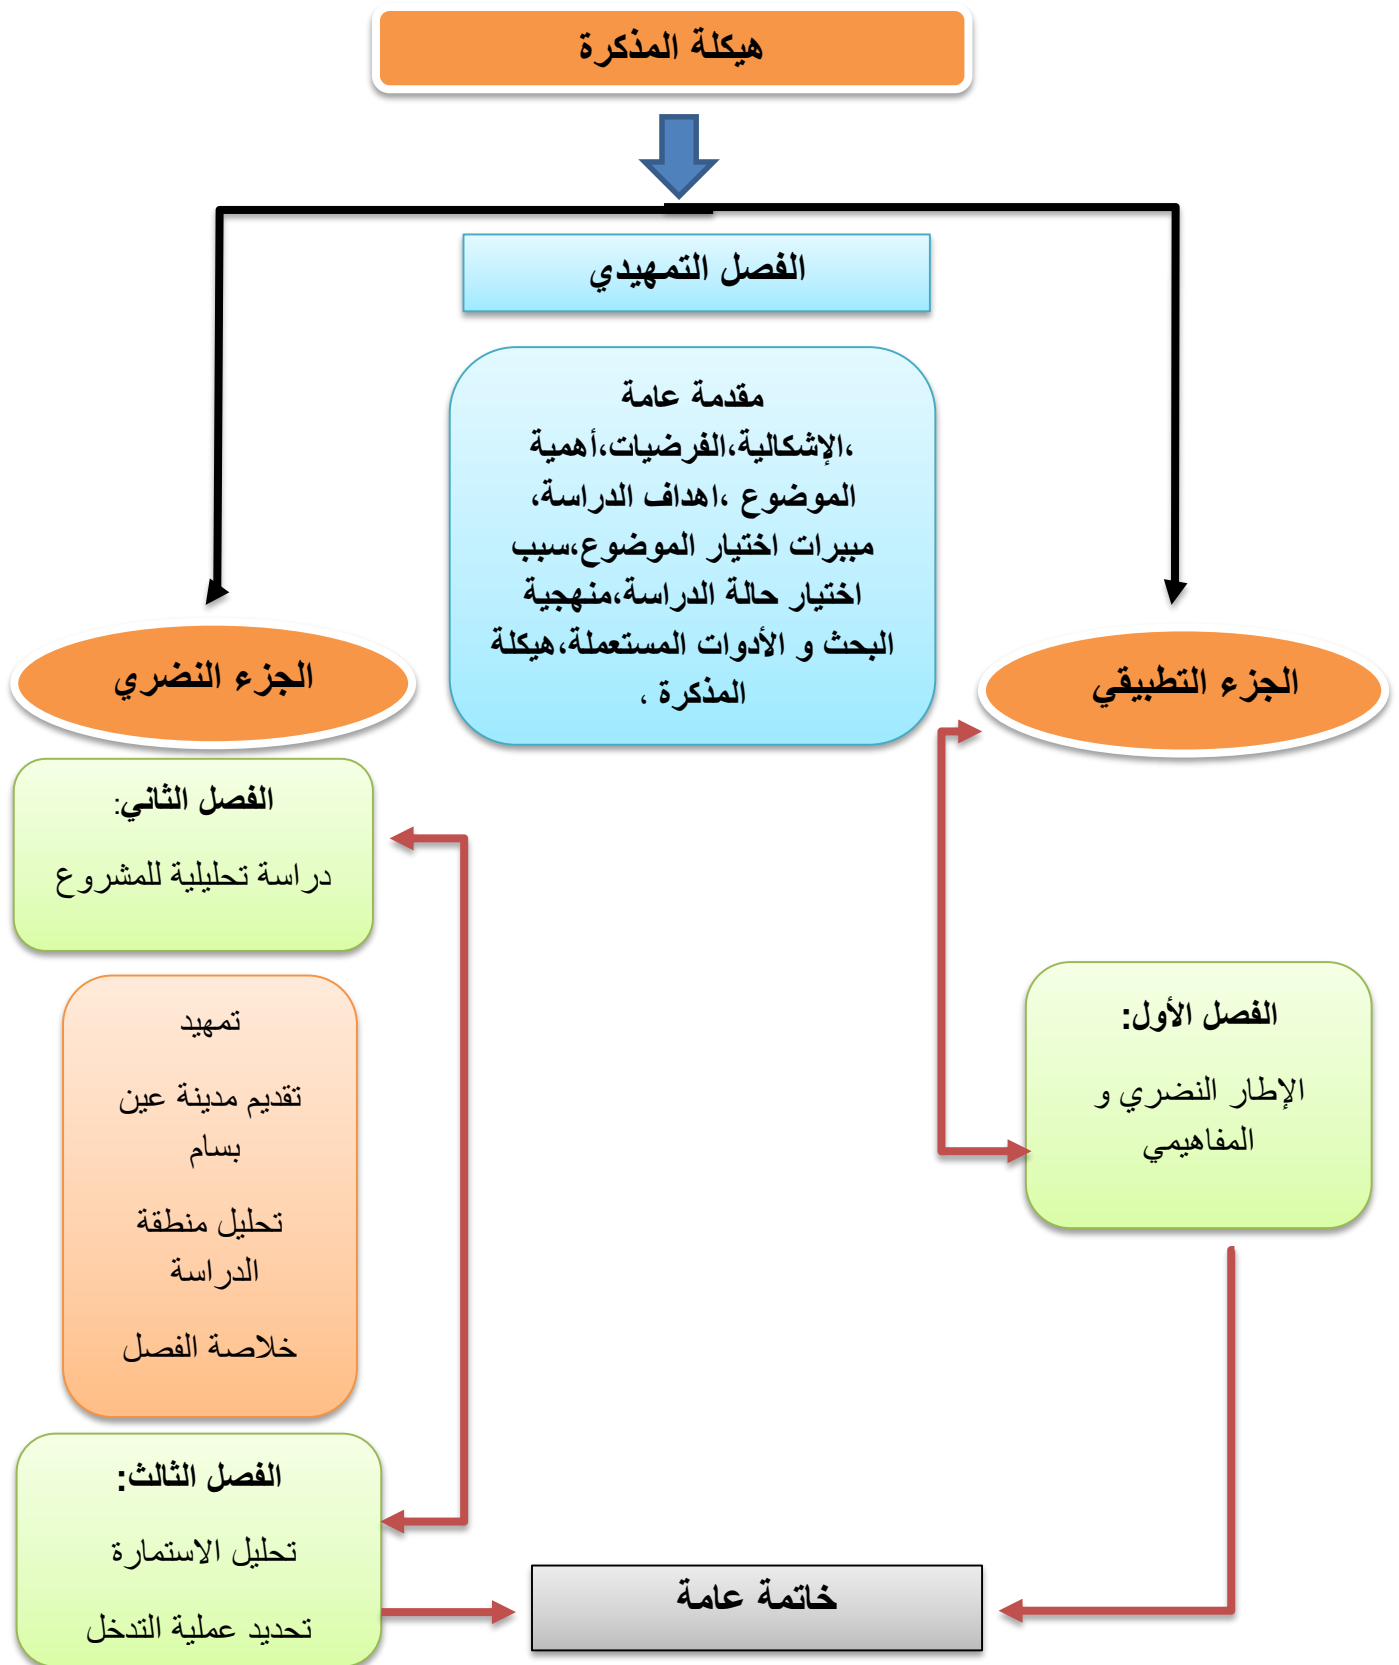 هيكلة المذكرة
الفصل التمهيدي
مقدمة عامة
،الإشكالية،الفرضيات،أهمية
الموضوع ،اهداف الدراسة،
مببرات اختيار الموضوع،سبب
اختيار حالة الدراسة،منهجية
البحث و الأدوات المستعملة،هيكلة
المذكرة ،
الجزء التطبيقي
الجزء النضري
الفصل الأول:
الإطار النضري و
المفاهيمي
الفصل الثاني:
دراسة تحليلية للمشروع
تمهيد
تقديم مدينة عين
بسام
تحليل منطقة
الدراسة
خلاصة الفصل
الفصل الثالث:
تحليل الاستمارة
تحديد عملية التدخل
خاتمة عامة